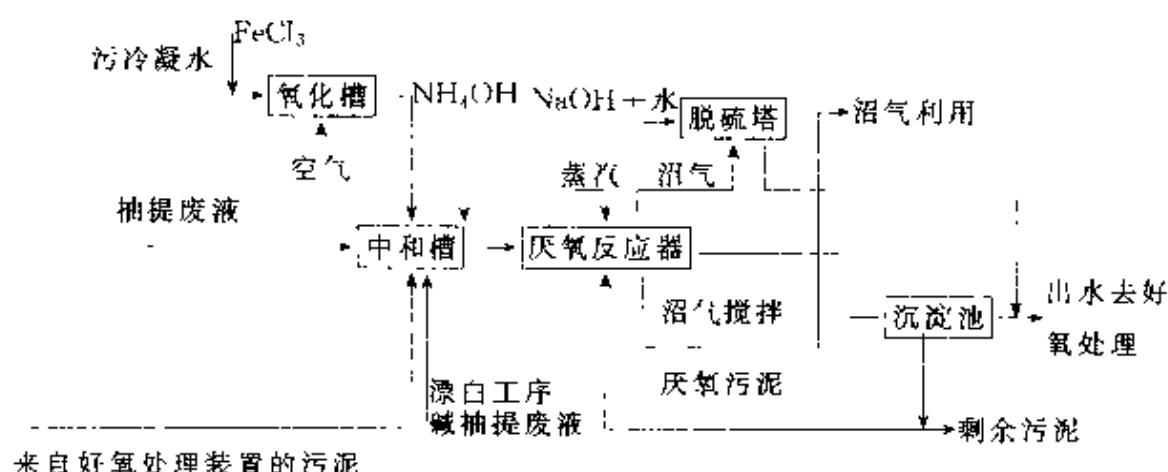 FeCl₃
污冷凝水
氧化槽
NH₄OH
NaOH+水
脱硫塔
沼气利用
空气
蒸汽
沼气
抽提废液
中和槽
厌氧反应器
沼气搅拌
沉淀池
出水去好
氧处理
厌氧污泥
漂白工序
碱抽提废液
剩余污泥
来自好氧处理装置的污泥